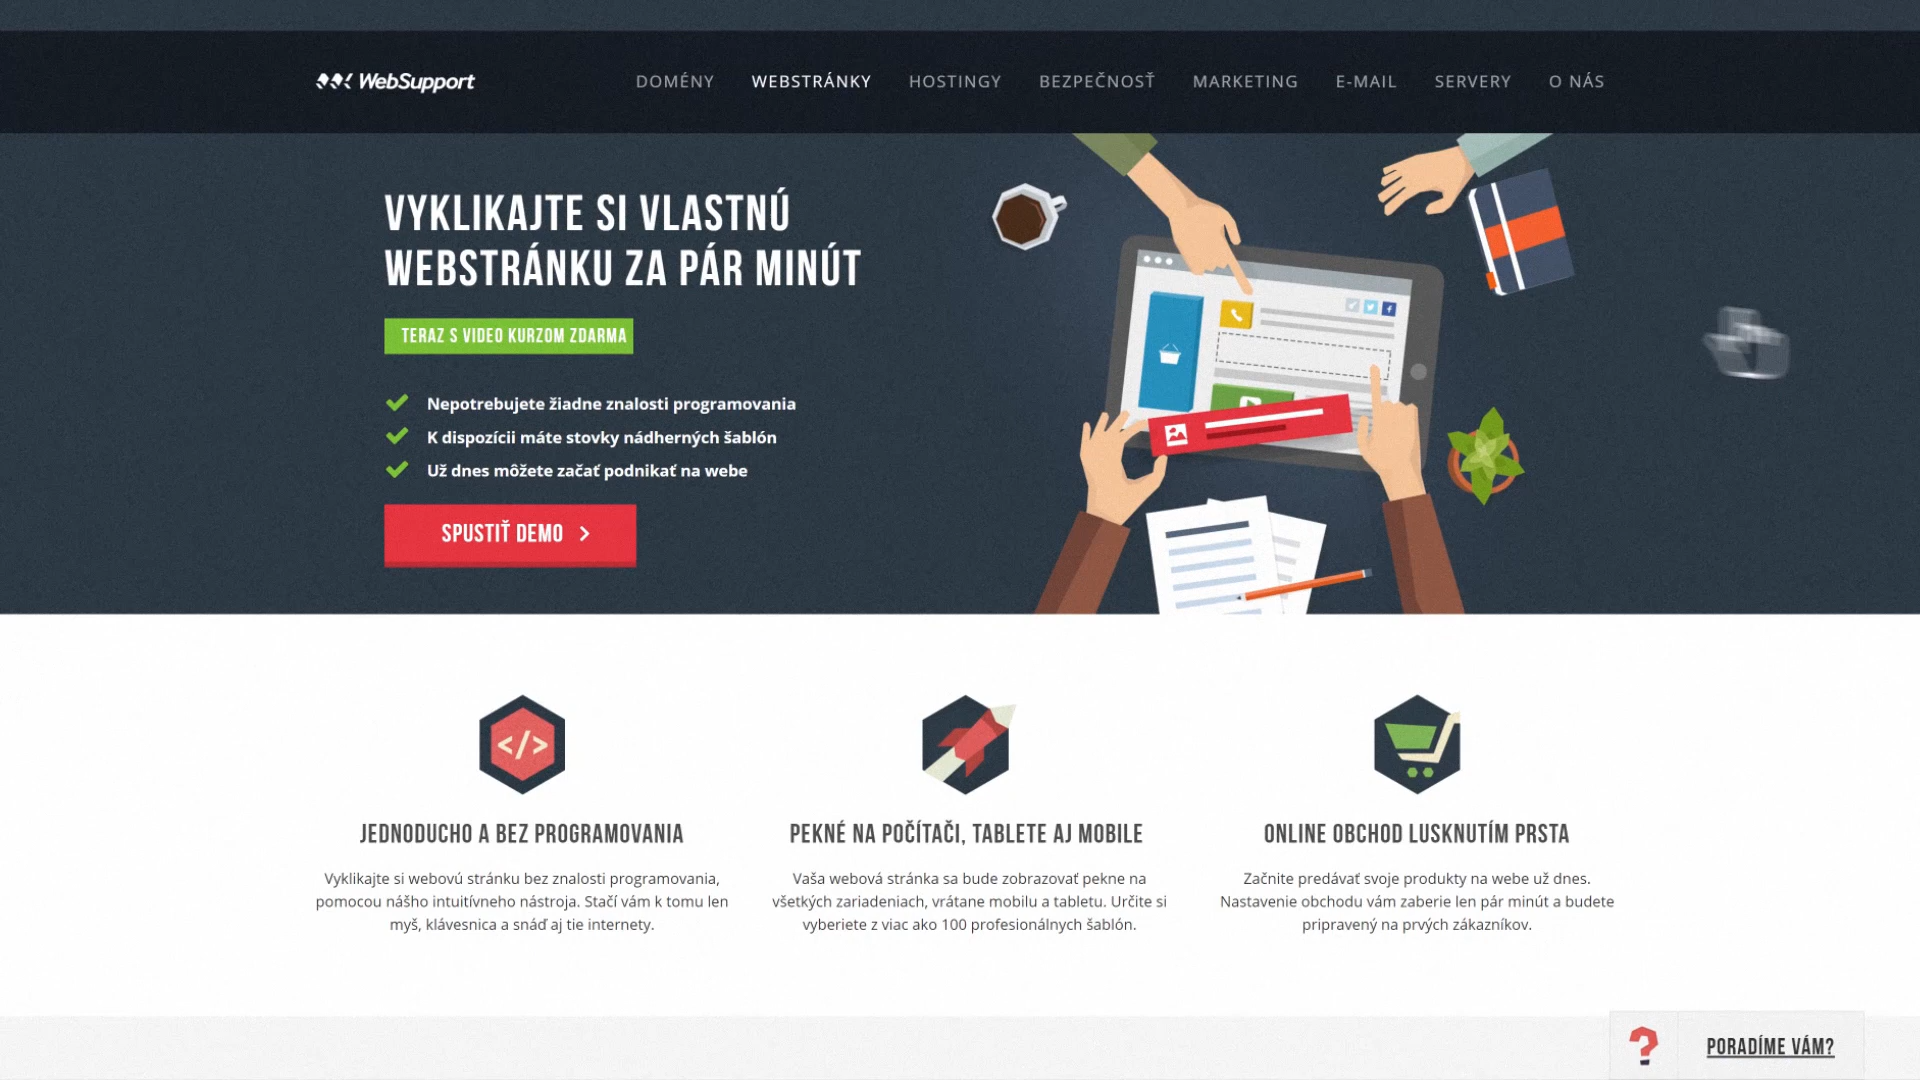 WebSupport
DOMÉNY WEBSTRÁNKY HOSTINGY BEZPEČNOSŤ MARKETING E-MAIL SERVERY O NÁS
VYKLIKAJTE SI VLASTNÚ
WEBSTRÁNKU ZA PÁR MINÚT
TERAZ S VIDEO KURZOM ZDARMA
Nepotrebujete žiadne znalosti programovania
K dispozícii máte stovky nádherných šablón
Už dnes môžete začať podnikať na webe
SPUSTIŤ DEMO
JEDNODUCHO A BEZ PROGRAMOVANIA
Vyklikajte si webovú stránku bez znalosti programovania,
pomocou nášho intuitívneho nástroja. Stačí vám k tomu len
myš, klávesnica a snáď aj tie internety.
PEKNÉ NA POČÍTAČI, TABLETE AJ MOBILE
Vaša webová stránka sa bude zobrazovať pekne na
všetkých zariadeniach, vrátane mobilu a tabletu. Určite si
vyberiete z viac ako 100 profesionálnych šablón.
ONLINE OBCHOD LUSKNUTÍM PRSTA
Začnite predávať svoje produkty na webe už dnes.
Nastavenie obchodu vám zaberie len pár minút a budete
pripravený na prvých zákazníkov.
PORADÍME VÁM?